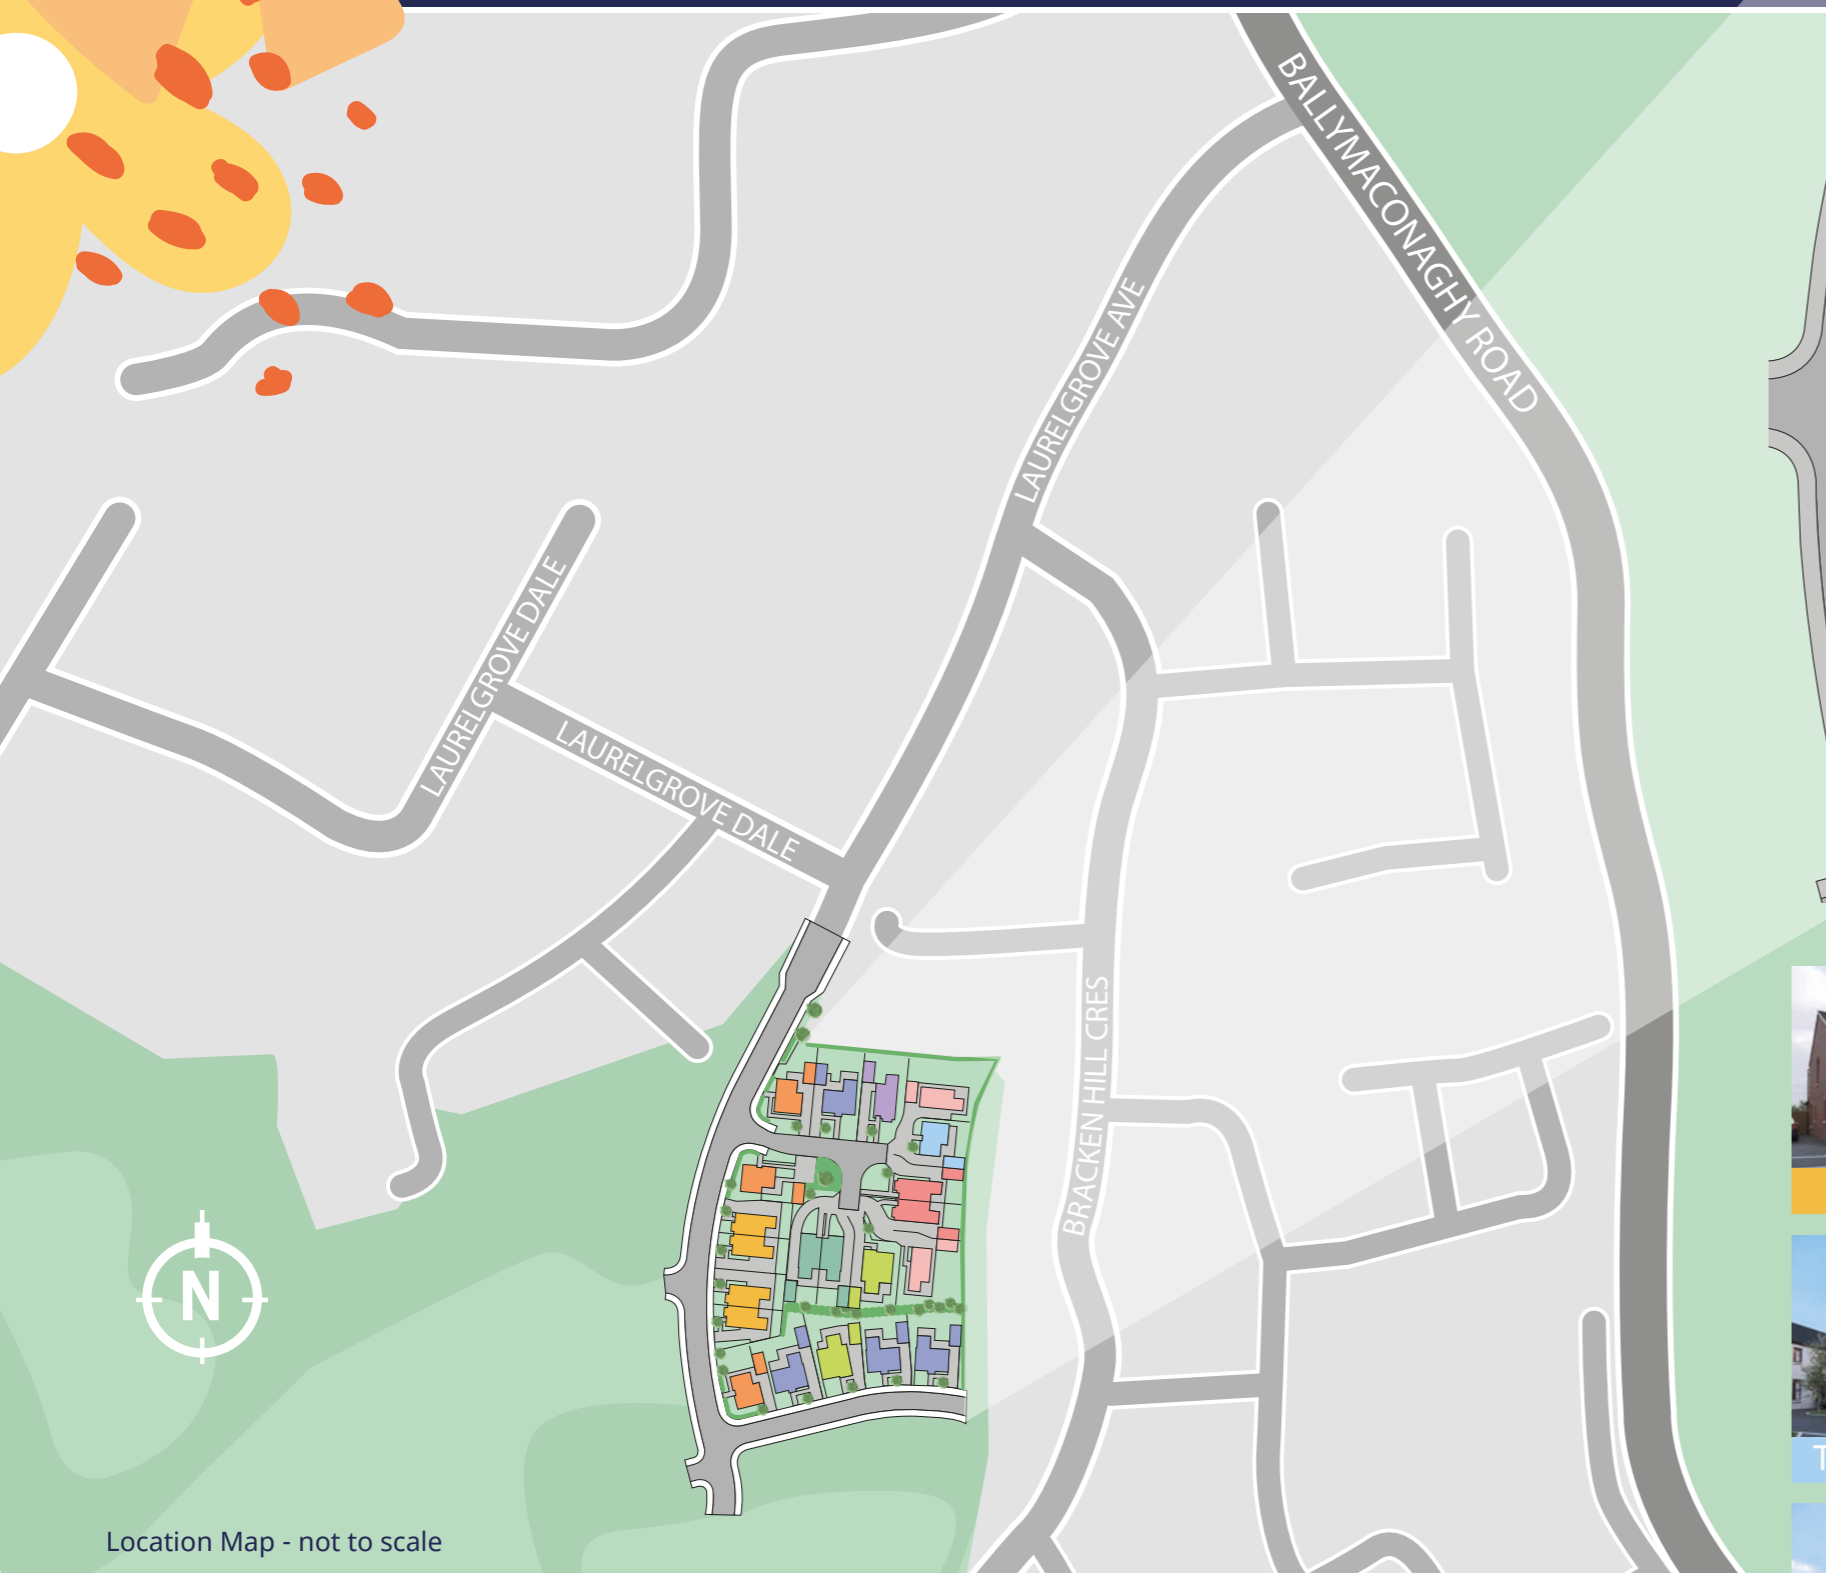 BALLYMACONAGHY ROAD
LAURELGROVE AVE
LAURELGROVE DALE
LAURELGROVE DALE
BRACKEN HILL CRES
N
T
Location Map - not to scale